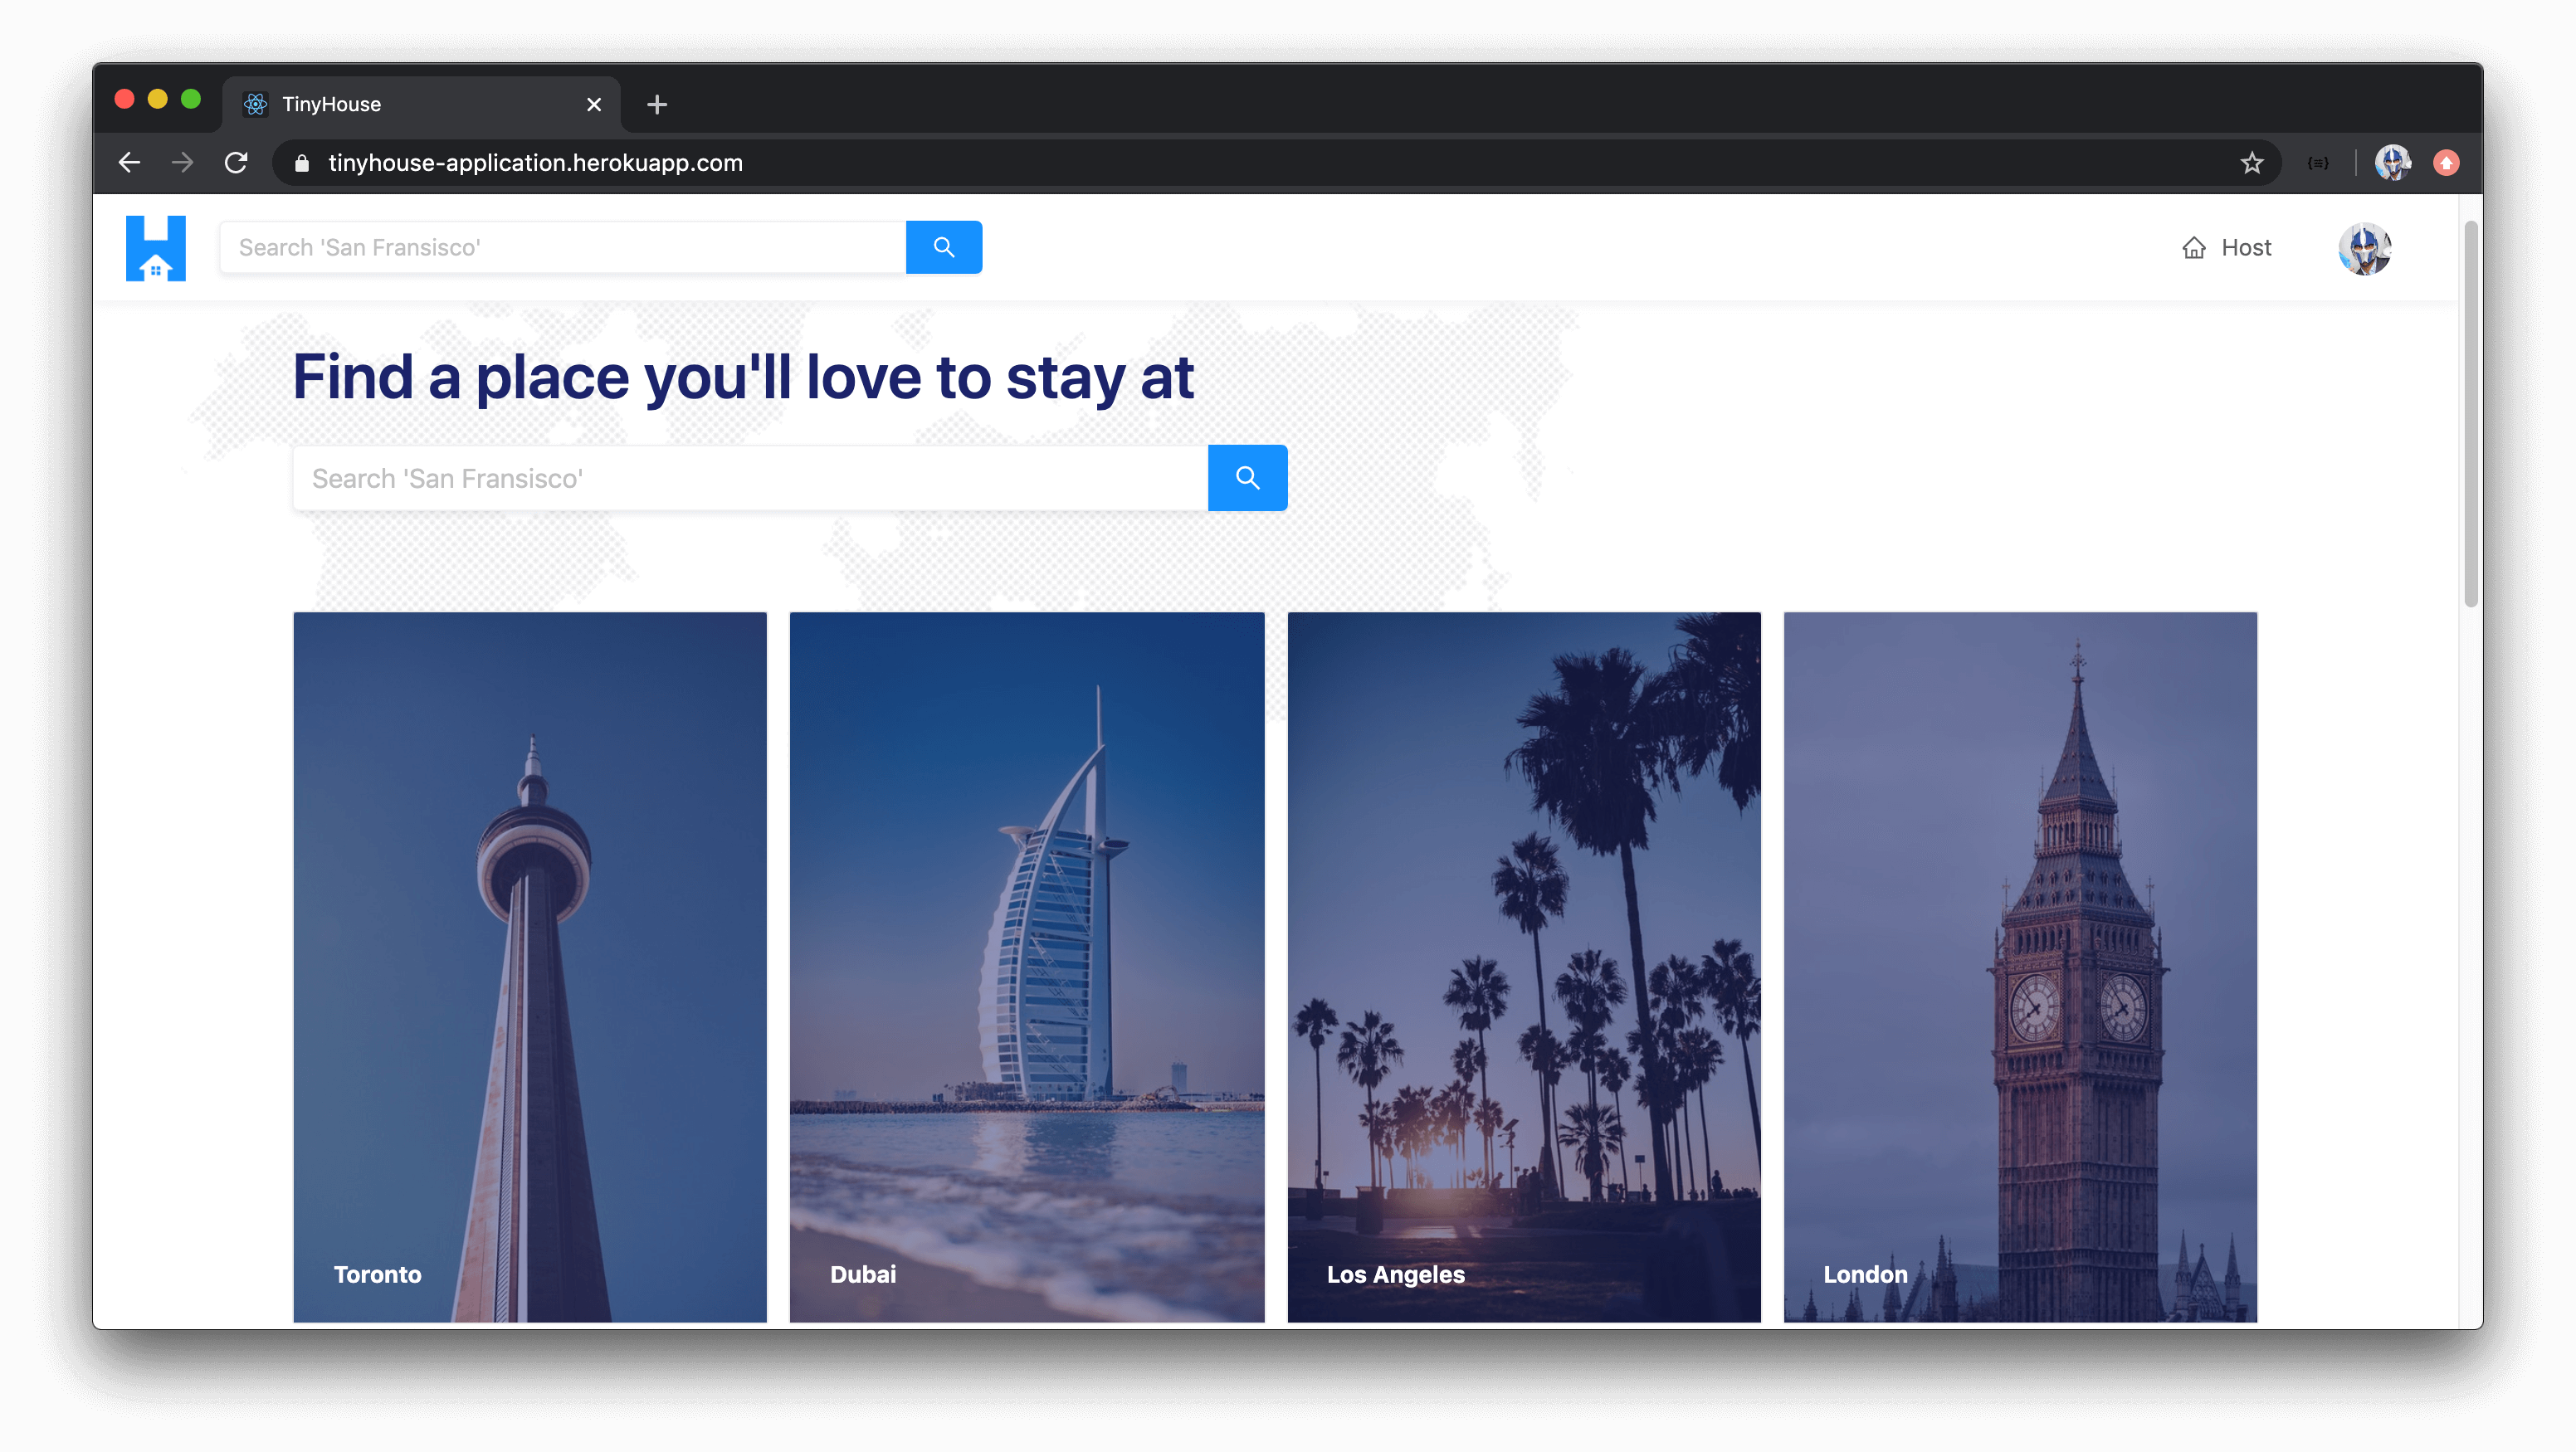 TinyHouse
tinyhouse-application.herokuapp.com
Search 'San Fransisco'
Host
Find a place you'll love to stay at
Search 'San Fransisco'
Toronto
Dubai
Los Angeles
London